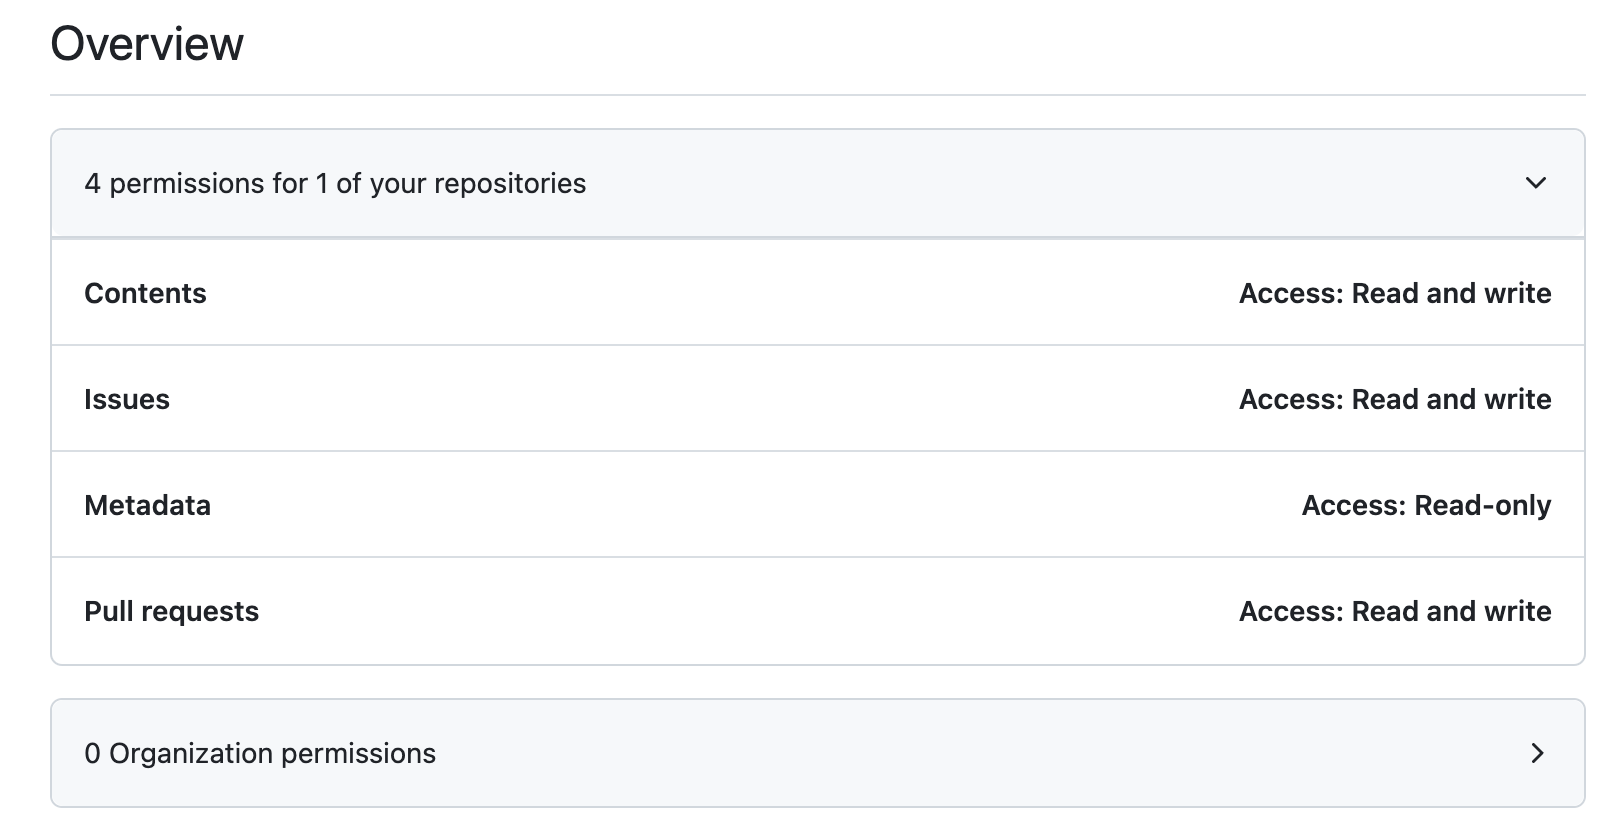 Overview
4 permissions for 1 of your repositories
Contents Access: Read and write
Issues Access: Read and write
Metadata Access: Read-only
Pull requests Access: Read and write
0 Organization permissions